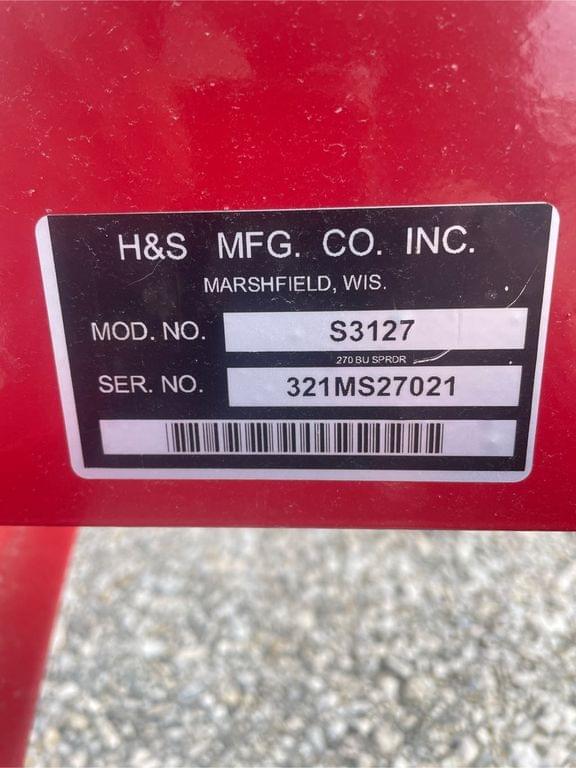 H&S MFG. CO. INC.
MARSHFIELD, WIS.
MOD. NO. S3127
270 BU SPRDR
SER. NO. 321MS27021